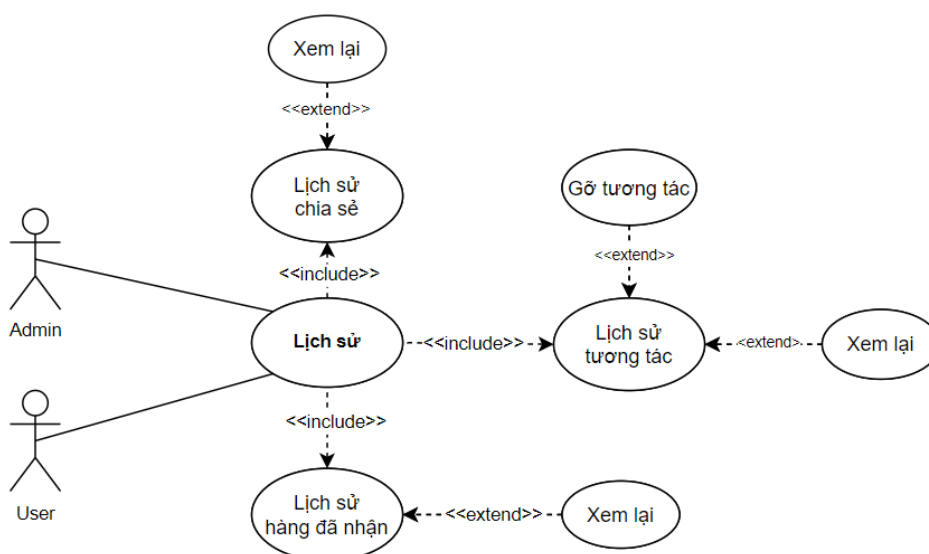 Xem lại
<<extend>>
Lịch sử
chia sẻ
Gỡ tương tác
<<include>>
<<extend>>
Admin
Lịch sử
<<include>>
Lịch sử
tương tác
<extend>
Xem lại
<<include>>
User
Lịch sử
hàng đã nhận
<<extend>>
Xem lại